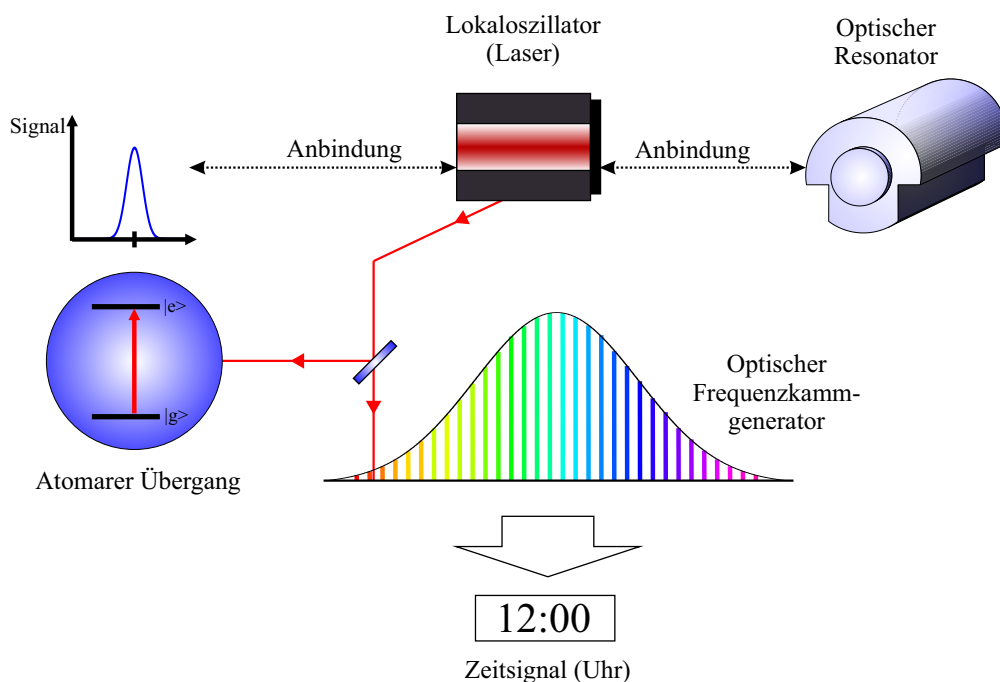 Lokaloszillator
(Laser)
Optischer
Resonator
Signal
Anbindung
Anbindung
|e>
|g>
Atomarer Übergang
Optischer
Frequenzkamm-
generator
12:00
Zeitsignal (Uhr)